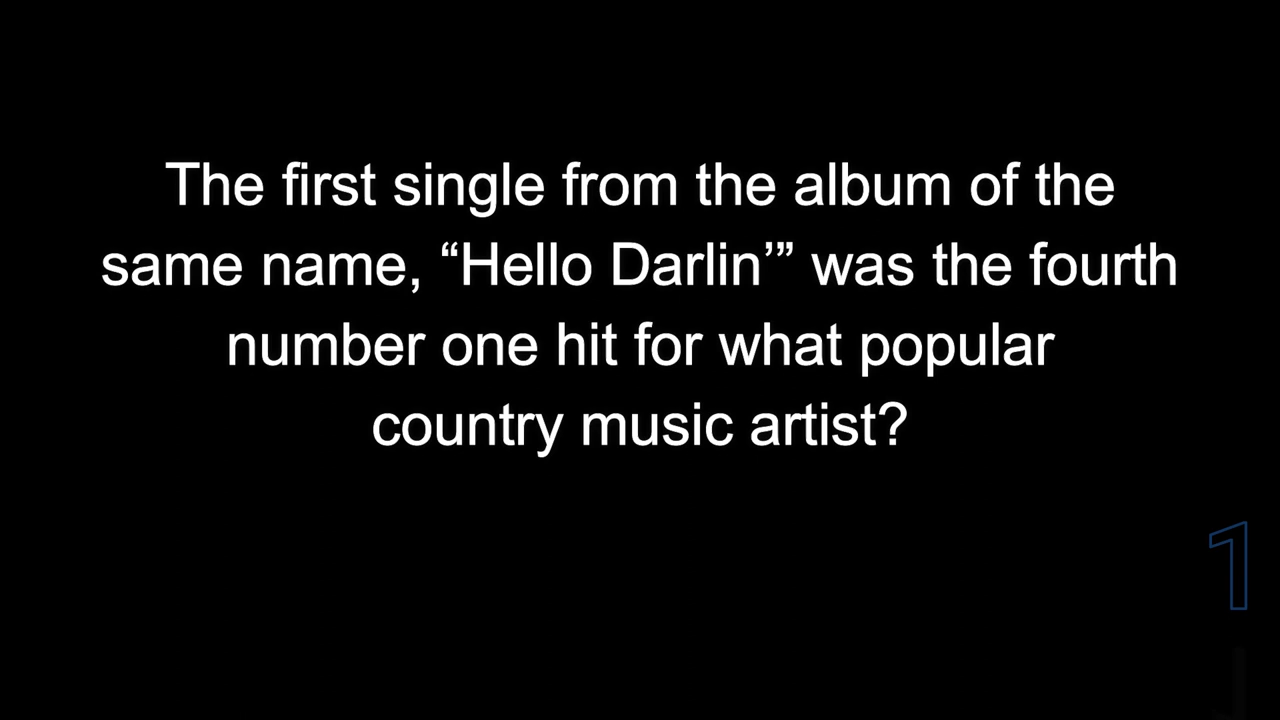 The first single from the album of the
same name, “Hello Darlin’” was the fourth
number one hit for what popular
country music artist?
1